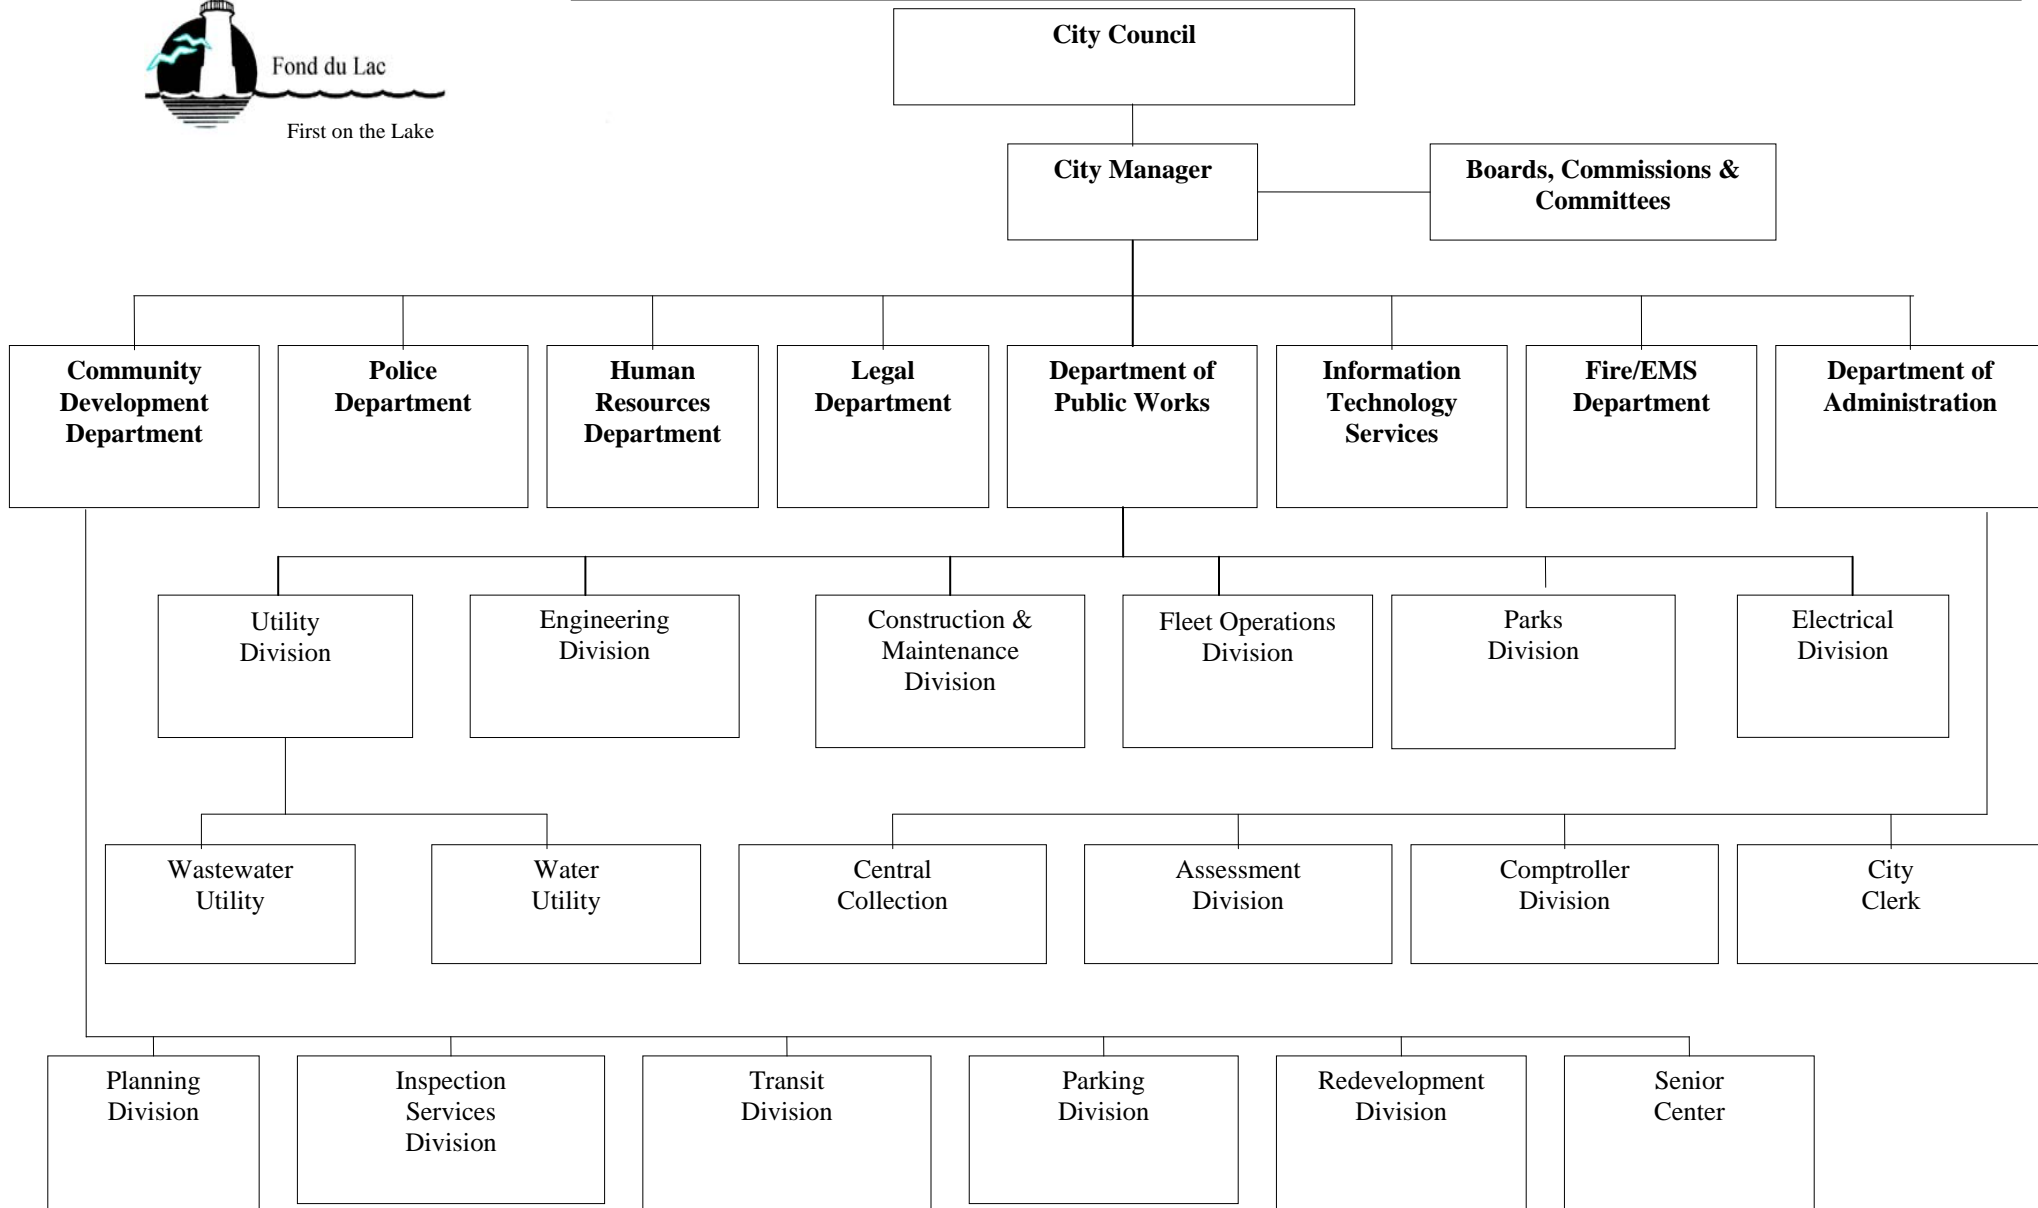 Fond du Lac
First on the Lake
City Council
City Manager
Boards, Commissions &
Committees
Community
Development
Department
Police
Department
Human
Resources
Department
Legal
Department
Department of
Public Works
Information
Technology
Services
Fire/EMS
Department
Department of
Administration
Utility
Division
Engineering
Division
Construction &
Maintenance
Division
Fleet Operations
Division
Parks
Division
Electrical
Division
Wastewater
Utility
Water
Utility
Central
Collection
Assessment
Division
Comptroller
Division
City
Clerk
Planning
Division
Inspection
Services
Division
Transit
Division
Parking
Division
Redevelopment
Division
Senior
Center